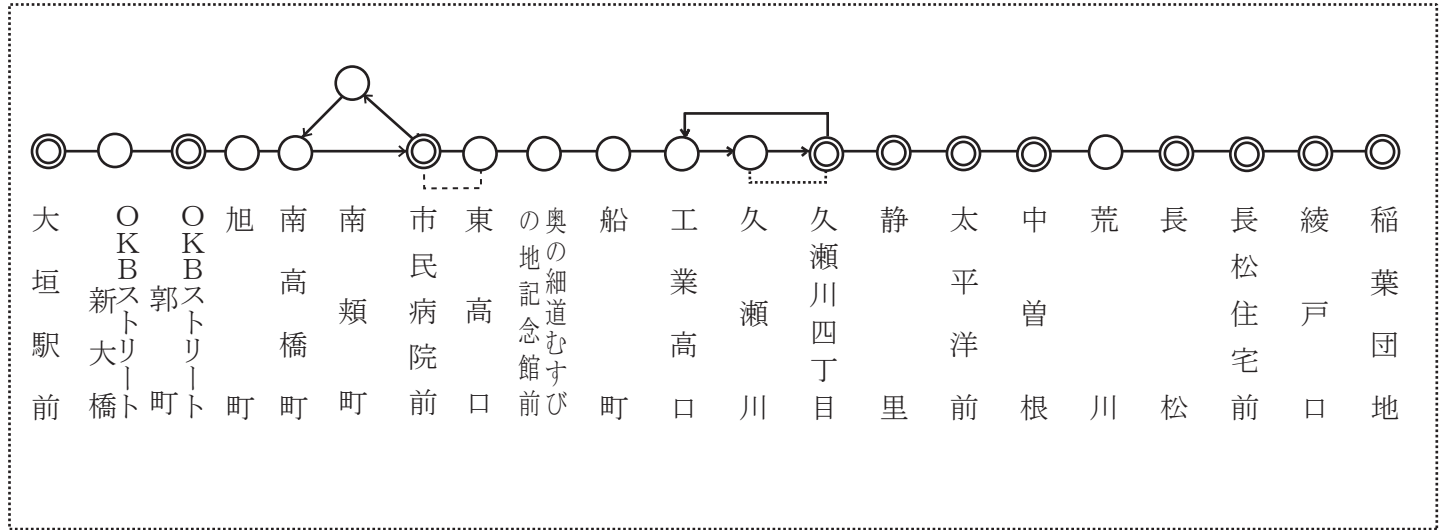 大垣駅前
OKBストリート
新大橋
OKBストリート
郭町
旭町
南高橋町
南頬町
市民病院前
東高口
奥の細道むすび
の地記念館前
船町
工業高口
久瀬川
久瀬川四丁目
静里
太平洋前
中曽根
荒川
長松
長松住宅前
綾戸口
稲葉団地